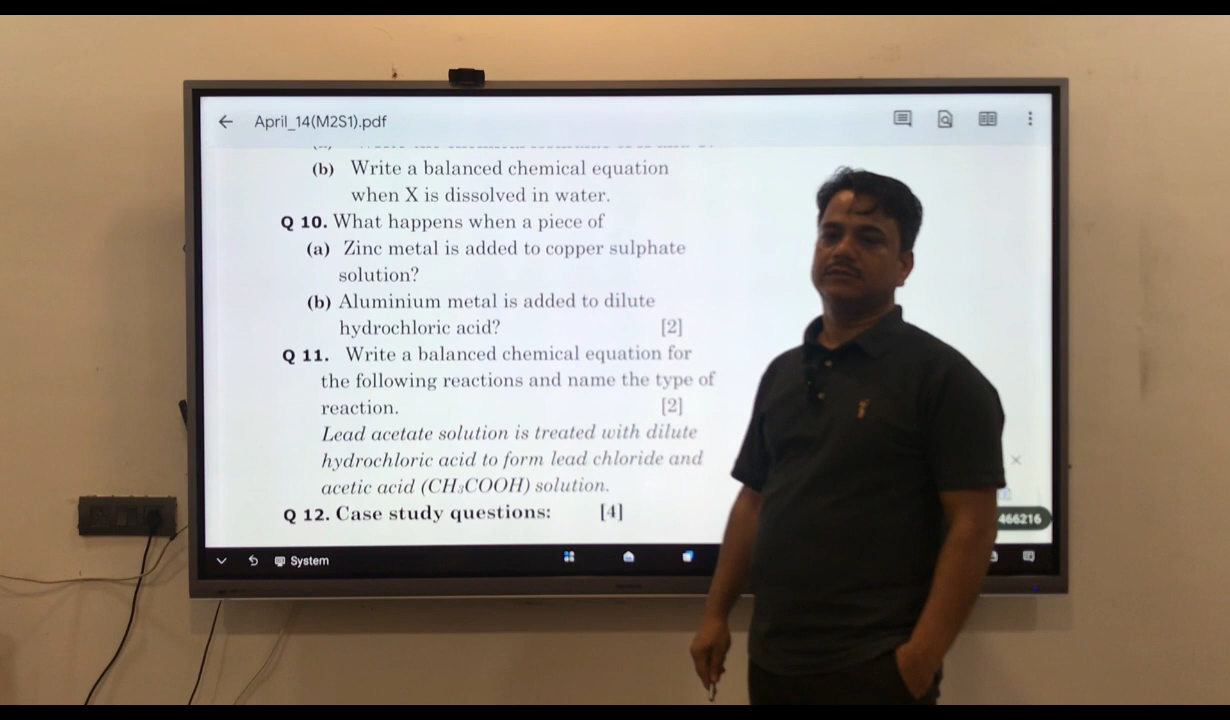 April_14(M2S1).pdf
(b) Write a balanced chemical equation
when X is dissolved in water.
Q 10. What happens when a piece of
(a) Zinc metal is added to copper sulphate
solution?
(b) Aluminium metal is added to dilute
hydrochloric acid? [2]
Q 11. Write a balanced chemical equation for
the following reactions and name the type of
reaction. [2]
Lead acetate solution is treated with dilute
hydrochloric acid to form lead chloride and
acetic acid (CH₃COOH) solution.
Q 12. Case study questions: [4]
466216
System